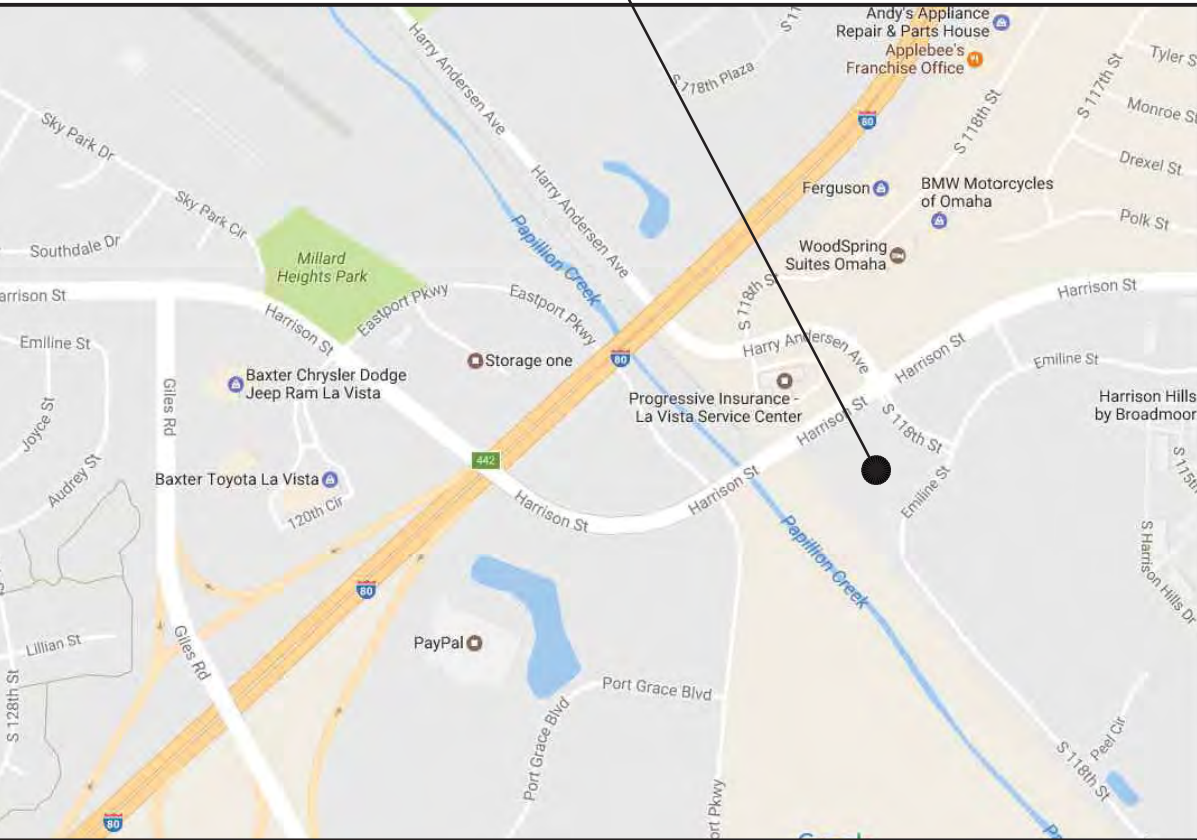 Andy's Appliance
Repair & Parts House
Applebee's
Franchise Office
Harry Andersen Ave
S 118th Plaza
S 11
Tyler S
S 117th St
Monroe St
S 118th St
Drexel St
Polk St
80
Sky Park Dr
Sky Park Cir
Southdale Dr
Harry Andersen Ave
Ferguson
BMW Motorcycles
of Omaha
WoodSpring
Suites Omaha
Papillion Creek
Millard
Heights Park
Eastport Pkwy
Eastport Pkwy
arrison St
Harrison St
Harrison St
S 118th St
Harry Andersen Ave
Harrison St
Emiline St
Emiline St
80
Storage one
Baxter Chrysler Dodge
Jeep Ram La Vista
Giles Rd
Joyce St
Progressive Insurance -
La Vista Service Center
Harrison St
S 118th St
Harrison Hills
by Broadmoor
Audrey St
442
Baxter Toyota La Vista
120th Cir
Harrison St
Harrison St
Emiline St
S 115th
Papillion Creek
S Harrison Hills Dr
80
PayPal
Giles Rd
Lillian St
S 128th St
Port Grace Blvd
Port Grace Blvd
Peel Cir
S 118th St
ort Pkwy
80
Pa